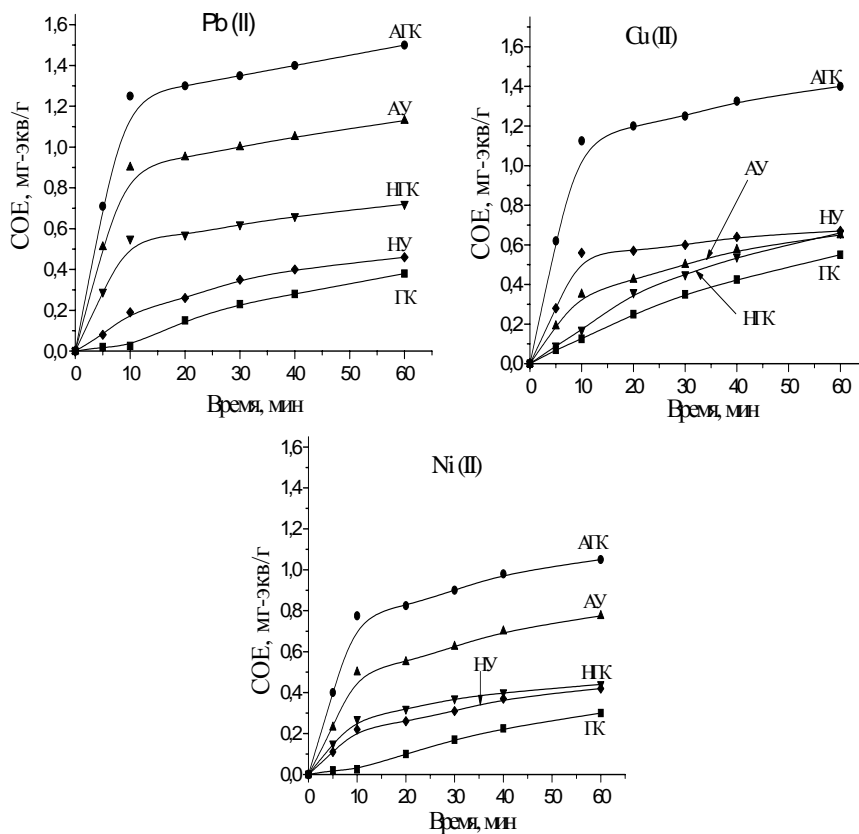 Pb (II)
СОЕ, мг-экв/г
1,6
1,4
1,2
1,0
0,8
0,6
0,4
0,2
0,0
АГК
АУ
НГК
НУ
ГК
0 10 20 30 40 50 60
Время, мин
Cu (II)
СОЕ, мг-экв/г
1,6
1,4
1,2
1,0
0,8
0,6
0,4
0,2
0,0
АГК
АУ
НУ
НГК
ГК
0 10 20 30 40 50 60
Время, мин
Ni (II)
СОЕ, мг-экв/г
1,6
1,4
1,2
1,0
0,8
0,6
0,4
0,2
0,0
АГК
АУ
НУ
НГК
ГК
0 10 20 30 40 50 60
Время, мин